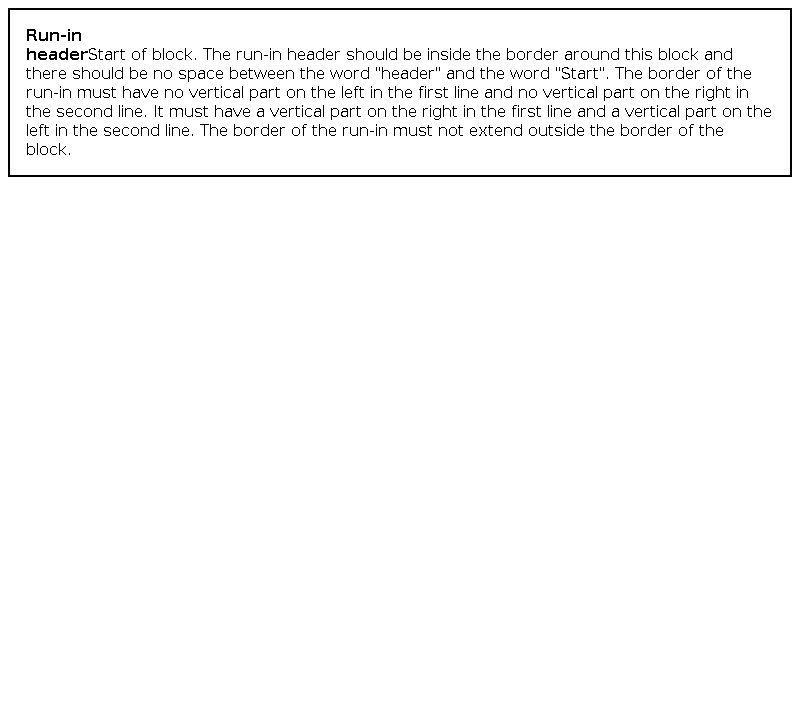 Run-in
headerStart of block. The run-in header should be inside the border around this block and
there should be no space between the word "header" and the word "Start". The border of the
run-in must have no vertical part on the left in the first line and no vertical part on the right in
the second line. It must have a vertical part on the right in the first line and a vertical part on the
left in the second line. The border of the run-in must not extend outside the border of the
block.